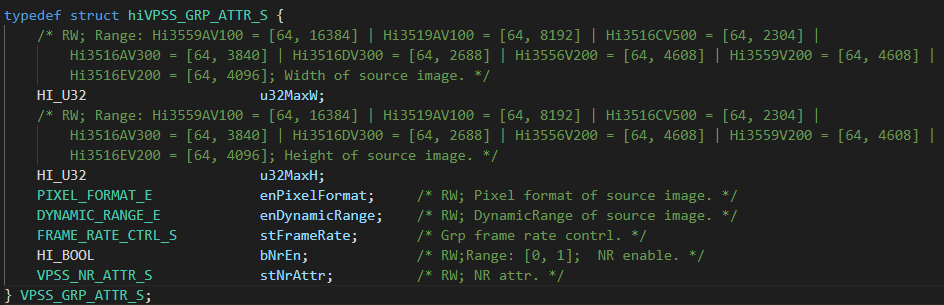 typedef struct hiVPSS_GRP_ATTR_S {
/* RW; Range: Hi3559AV100 = [64, 16384] | Hi3519AV100 = [64, 8192] | Hi3516CV500 = [64, 2304] |
Hi3516AV300 = [64, 3840] | Hi3516DV300 = [64, 2688] | Hi3556V200 = [64, 4608] | Hi3559V200 = [64, 4608] |
Hi3516EV200 = [64, 4096]; Width of source image. */
HI_U32 u32MaxW;
/* RW; Range: Hi3559AV100 = [64, 16384] | Hi3519AV100 = [64, 8192] | Hi3516CV500 = [64, 2304] |
Hi3516AV300 = [64, 3840] | Hi3516DV300 = [64, 2688] | Hi3556V200 = [64, 4608] | Hi3559V200 = [64, 4608] |
Hi3516EV200 = [64, 4096]; Height of source image. */
HI_U32 u32MaxH;
PIXEL_FORMAT_E enPixelFormat; /* RW; Pixel format of source image. */
DYNAMIC_RANGE_E enDynamicRange; /* RW; DynamicRange of source image. */
FRAME_RATE_CTRL_S stFrameRate; /* Grp frame rate contrl. */
HI_BOOL bNrEn; /* RW;Range: [0, 1]; NR enable. */
VPSS_NR_ATTR_S stNrAttr; /* RW; NR attr. */
} VPSS_GRP_ATTR_S;